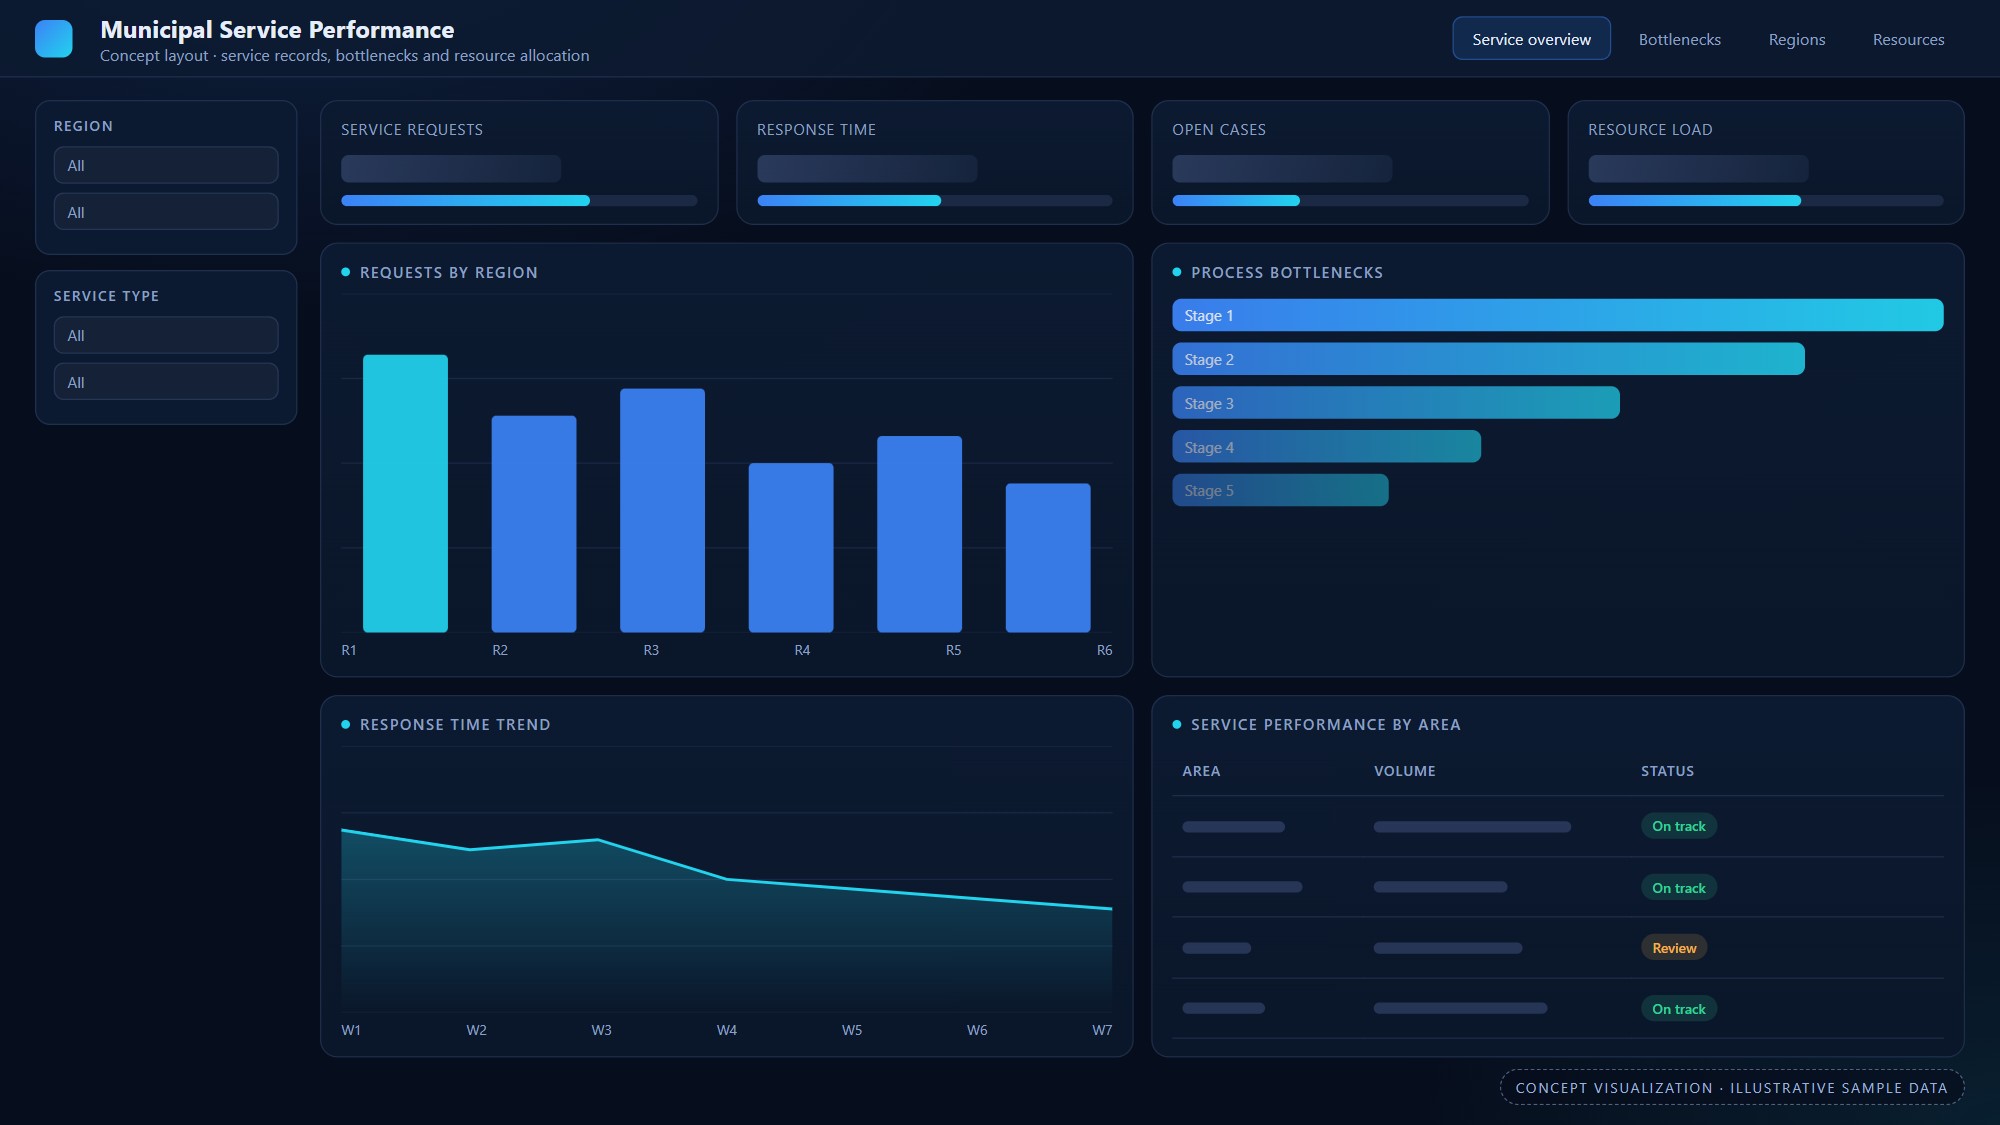 Municipal Service Performance
Concept layout · service records, bottlenecks and resource allocation
Service overview
Bottlenecks
Regions
Resources
REGION
All
All
SERVICE TYPE
All
All
SERVICE REQUESTS
RESPONSE TIME
OPEN CASES
RESOURCE LOAD
REQUESTS BY REGION
R1 R2 R3 R4 R5 R6
PROCESS BOTTLENECKS
Stage 1
Stage 2
Stage 3
Stage 4
Stage 5
RESPONSE TIME TREND
W1 W2 W3 W4 W5 W6 W7
SERVICE PERFORMANCE BY AREA
AREA VOLUME STATUS
On track
On track
Review
On track
CONCEPT VISUALIZATION · ILLUSTRATIVE SAMPLE DATA